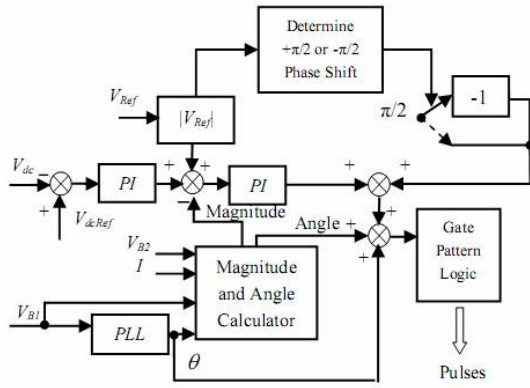 Determine
+π/2 or -π/2
Phase Shift
V_Ref
|V_Ref|
π/2
-1
V_dc
−
+
V_dcRef
PI
+
+
−
PI
+
+
Magnitude
Angle
+
+
+
V_B2
I
V_B1
Magnitude
and Angle
Calculator
PLL
θ
Gate
Pattern
Logic
Pulses